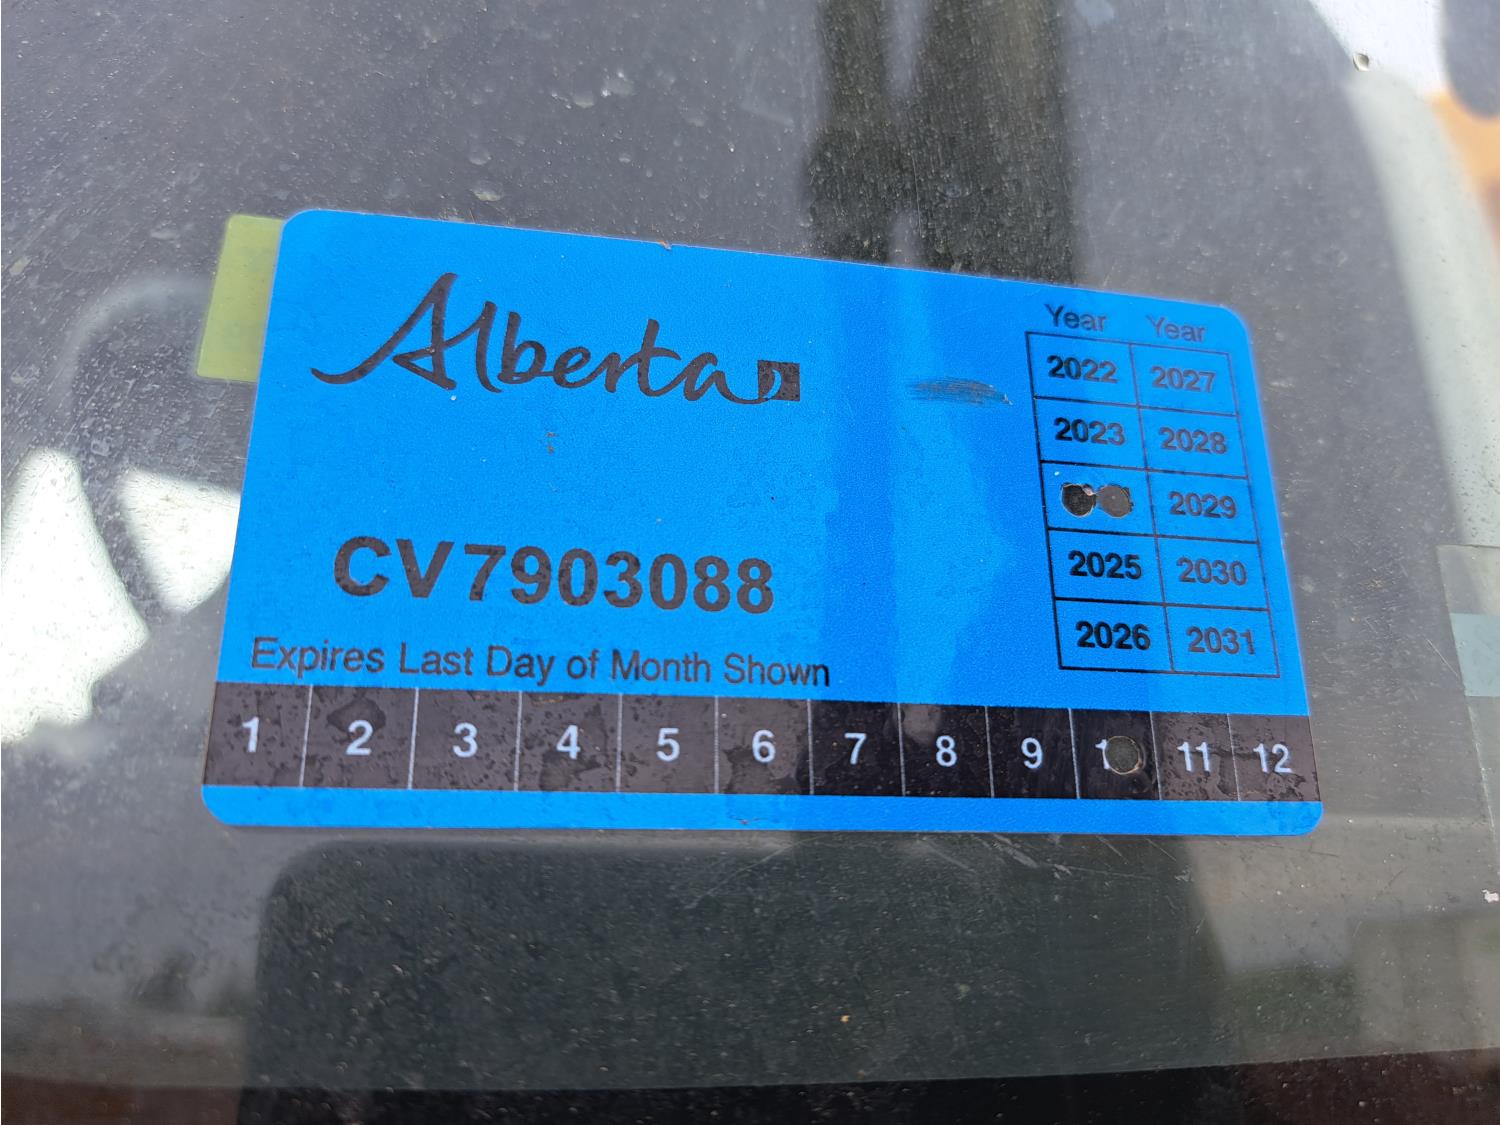 Alberta
Year Year
2022 2027
2023 2028
2029
CV7903088
2025 2030
2026 2031
Expires Last Day of Month Shown
1 2 3 4 5 6 7 8 9 1 11 12